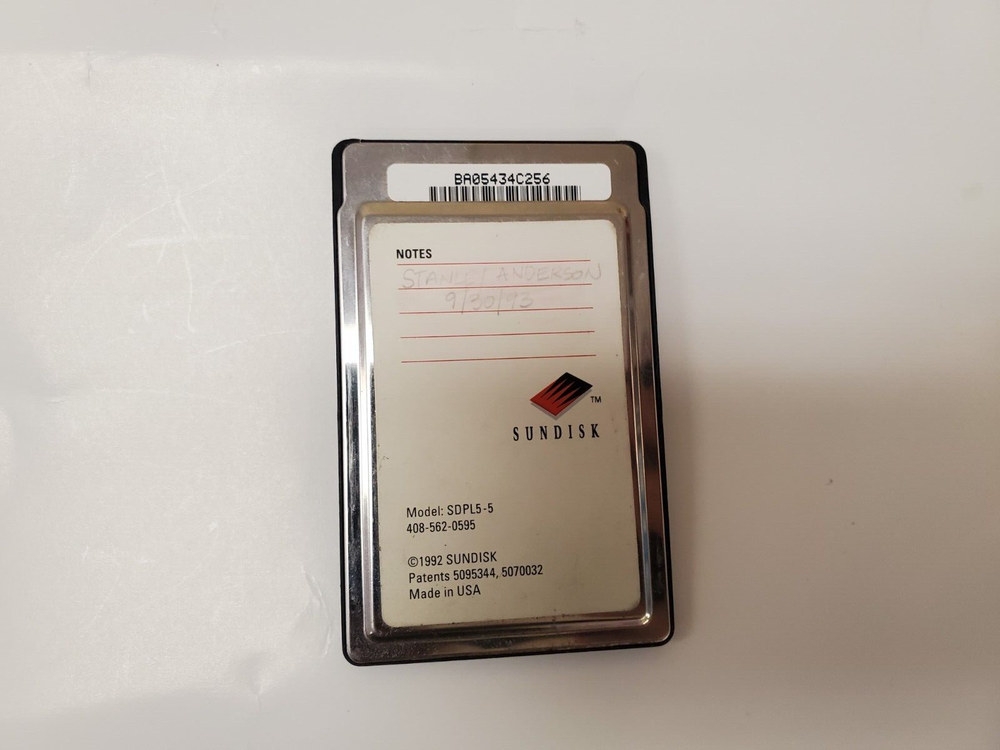 BA05434C256
NOTES
ANDERSON
9/30/93
TM
SUNDISK
Model: SDPL5-5
408-562-0595
©1992 SUNDISK
Patents 5095344, 5070032
Made in USA